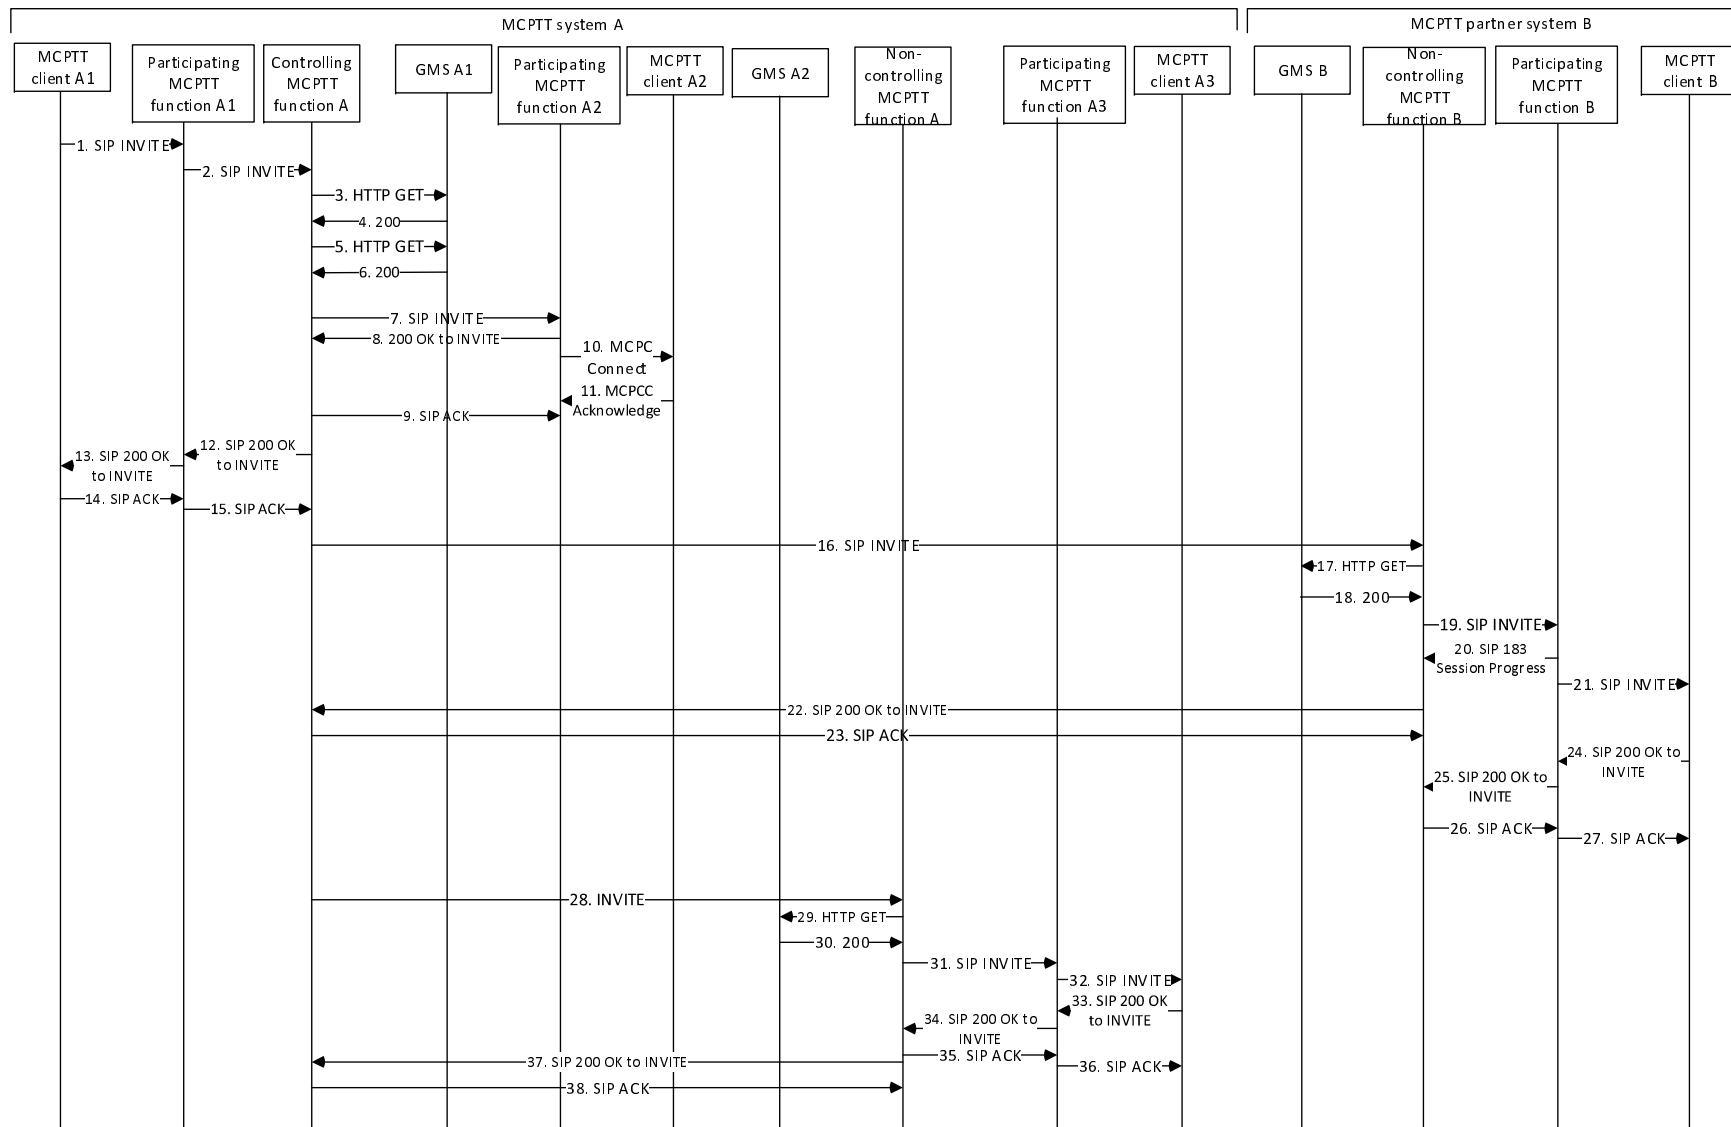 MCPTT system A
MCPTT partner system B
MCPTT
client A1
Participating
MCPTT
function A1
Controlling
MCPTT
function A
GMS A1
Participating
MCPTT
function A2
MCPTT
client A2
GMS A2
Non-
controlling
MCPTT
function A
Participating
MCPTT
function A3
MCPTT
client A3
GMS B
Non-
controlling
MCPTT
function B
Participating
MCPTT
function B
MCPTT
client B
1. SIP INVITE
2. SIP INVITE
3. HTTP GET
4. 200
5. HTTP GET
6. 200
7. SIP INVITE
8. 200 OK to INVITE
10. MCPC
Connect
11. MCPCC
Acknowledge
9. SIP ACK
12. SIP 200 OK
to INVITE
13. SIP 200 OK
to INVITE
14. SIP ACK
15. SIP ACK
16. SIP INVITE
17. HTTP GET
18. 200
19. SIP INVITE
20. SIP 183
Session Progress
21. SIP INVITE
22. SIP 200 OK to INVITE
23. SIP ACK
24. SIP 200 OK to
INVITE
25. SIP 200 OK to
INVITE
26. SIP ACK
27. SIP ACK
28. INVITE
29. HTTP GET
30. 200
31. SIP INVITE
32. SIP INVITE
33. SIP 200 OK
to INVITE
34. SIP 200 OK to
INVITE
35. SIP ACK
37. SIP 200 OK to INVITE
36. SIP ACK
38. SIP ACK